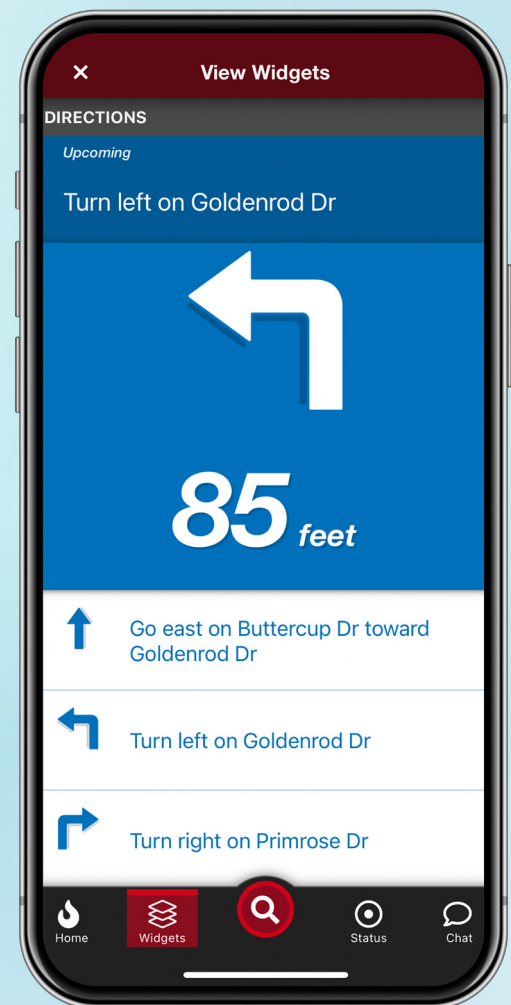 View Widgets
DIRECTIONS
Upcoming
Turn left on Goldenrod Dr
85 feet
Go east on Buttercup Dr toward
Goldenrod Dr
Turn left on Goldenrod Dr
Turn right on Primrose Dr
Home Widgets Status Chat